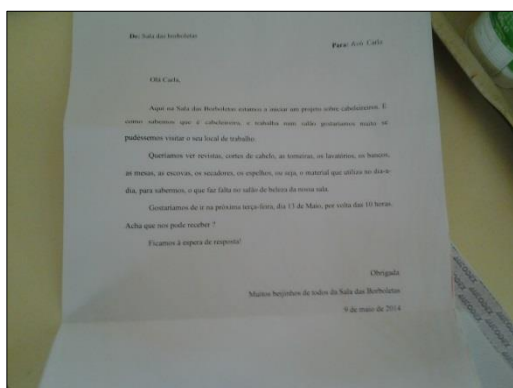 De: Sala das borboletas
Para: Carla
Olá Carla,
Aqui na Sala das Borboletas estamos a iniciar um projeto sobre cabeleireiros. E
como sabemos que é cabeleireira, e trabalha num salão gostaríamos muito se
pudéssemos visitar o seu local de trabalho.
Queríamos ver revistas, cortes de cabelo, as torneiras, os lavatórios, os bancos,
as mesas, as escovas, os secadores, os espelhos, ou seja, o material que utiliza no dia-a-
dia, para sabermos, o que faz falta no salão de beleza da nossa sala.
Gostaríamos de ir na próxima terça-feira, dia 13 de Maio, por volta das 10 horas.
Acha que nos pode receber ?
Ficamos à espera de resposta!
Obrigada
Muitos beijinhos de todos da Sala das Borboletas
9 de maio de 2014